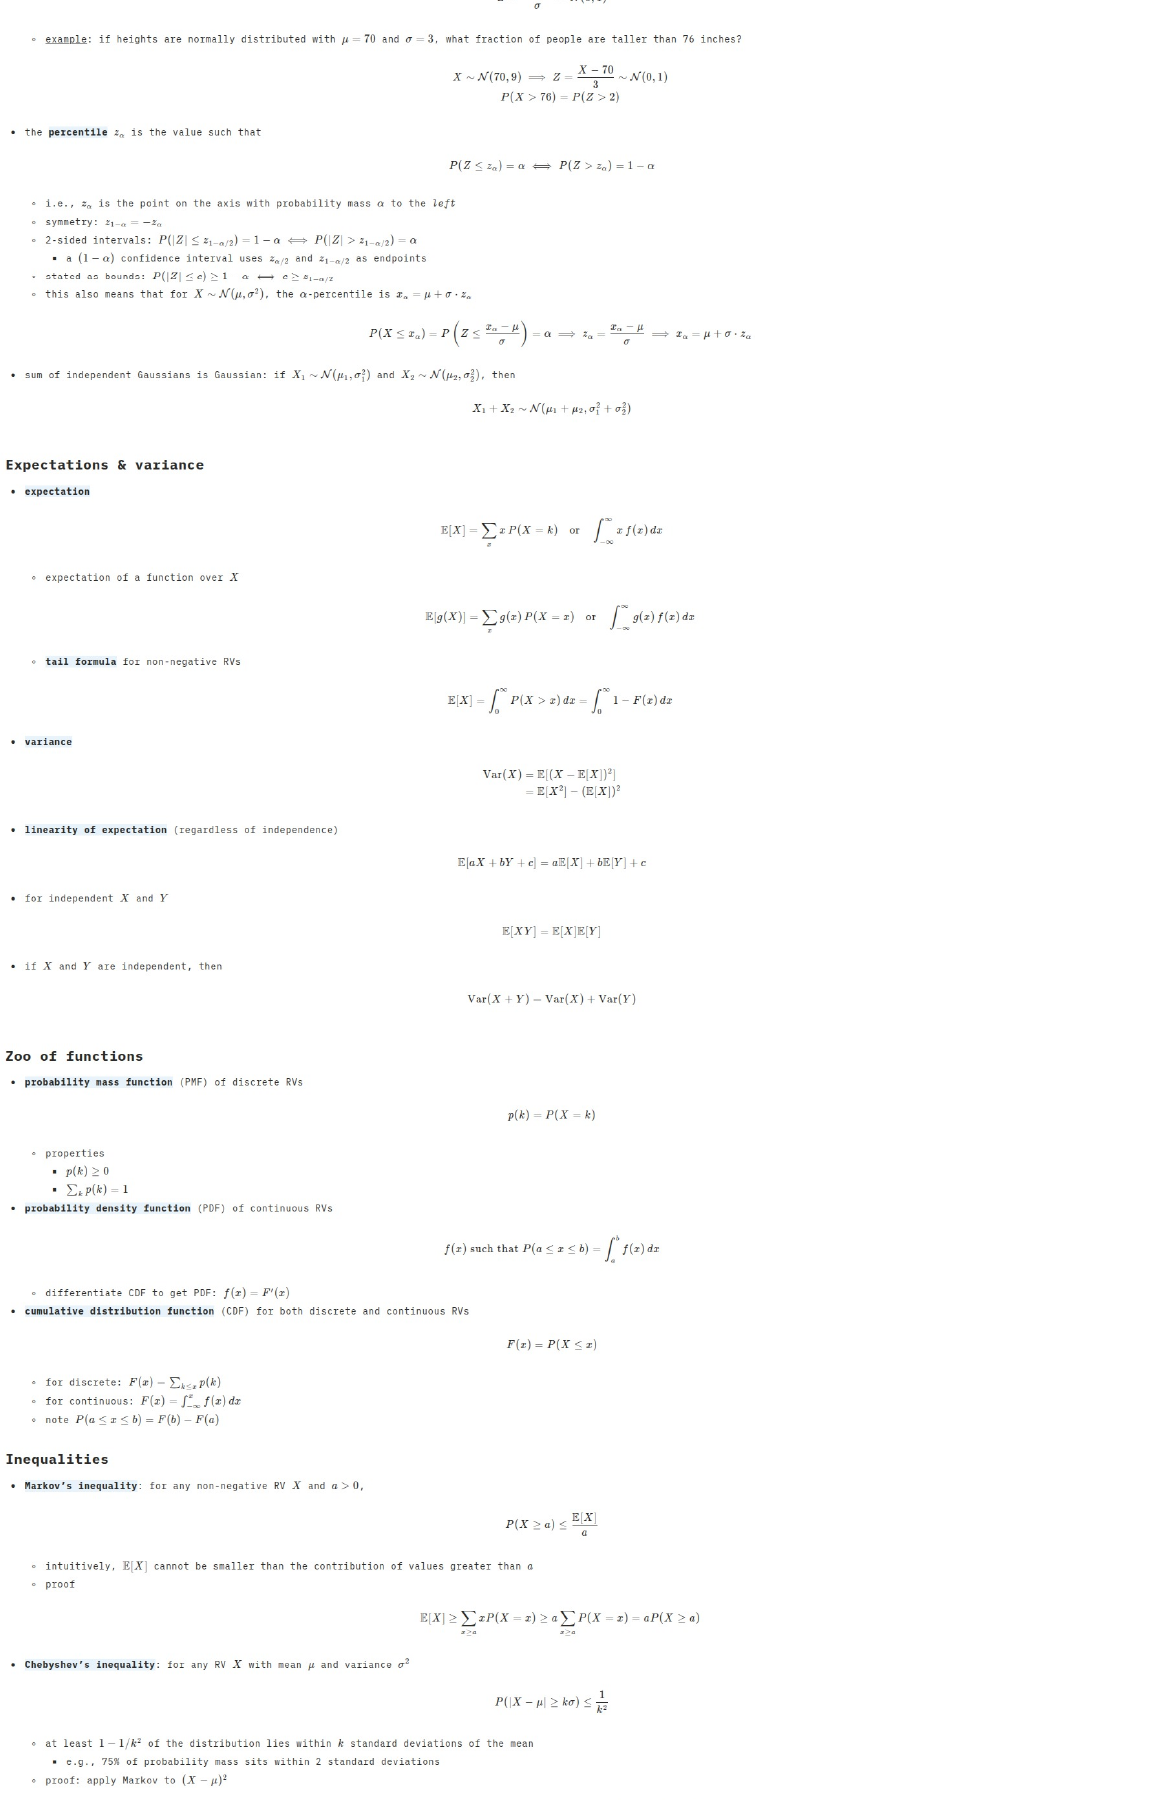 σ
◦ example: if heights are normally distributed with μ = 70 and σ = 3, what fraction of people are taller than 76 inches?
X ∼ 𝒩(70, 9) ⟹ Z = (X − 70)/3 ∼ 𝒩(0, 1)
P(X > 76) = P(Z > 2)
• the percentile z_α is the value such that
P(Z ≤ z_α) = α ⟺ P(Z > z_α) = 1 − α
◦ i.e., z_α is the point on the axis with probability mass α to the left
◦ symmetry: z_{1−α} = −z_α
◦ 2-sided intervals: P(|Z| ≤ z_{1−α/2}) = 1 − α ⟺ P(|Z| > z_{1−α/2}) = α
▪ a (1 − α) confidence interval uses z_{α/2} and z_{1−α/2} as endpoints
◦ stated as bounds: P(|Z| ≤ c) ≥ 1 − α ⟺ c ≥ z_{1−α/2}
◦ this also means that for X ∼ 𝒩(μ, σ²), the α-percentile is x_α = μ + σ · z_α
P(X ≤ x_α) = P(Z ≤ (x_α − μ)/σ) = α ⟹ z_α = (x_α − μ)/σ ⟹ x_α = μ + σ · z_α
• sum of independent Gaussians is Gaussian: if X₁ ∼ 𝒩(μ₁, σ₁²) and X₂ ∼ 𝒩(μ₂, σ₂²), then
X₁ + X₂ ∼ 𝒩(μ₁ + μ₂, σ₁² + σ₂²)
Expectations & variance
• expectation
𝔼[X] = ∑_x x P(X = k) or ∫_{−∞}^{∞} x f(x) dx
◦ expectation of a function over X
𝔼[g(X)] = ∑_x g(x) P(X = x) or ∫_{−∞}^{∞} g(x) f(x) dx
◦ tail formula for non-negative RVs
𝔼[X] = ∫_0^∞ P(X > x) dx = ∫_0^∞ 1 − F(x) dx
• variance
Var(X) = 𝔼[(X − 𝔼[X])²]
= 𝔼[X²] − (𝔼[X])²
• linearity of expectation (regardless of independence)
𝔼[aX + bY + c] = a𝔼[X] + b𝔼[Y] + c
• for independent X and Y
𝔼[XY] = 𝔼[X]𝔼[Y]
• if X and Y are independent, then
Var(X + Y) = Var(X) + Var(Y)
Zoo of functions
• probability mass function (PMF) of discrete RVs
p(k) = P(X = k)
◦ properties
▪ p(k) ≥ 0
▪ ∑_k p(k) = 1
• probability density function (PDF) of continuous RVs
f(x) such that P(a ≤ x ≤ b) = ∫_a^b f(x) dx
◦ differentiate CDF to get PDF: f(x) = F′(x)
• cumulative distribution function (CDF) for both discrete and continuous RVs
F(x) = P(X ≤ x)
◦ for discrete: F(x) = ∑_{k≤x} p(k)
◦ for continuous: F(x) = ∫_{−∞}^x f(x) dx
◦ note P(a ≤ x ≤ b) = F(b) − F(a)
Inequalities
• Markov's inequality: for any non-negative RV X and a > 0,
P(X ≥ a) ≤ 𝔼[X]/a
◦ intuitively, 𝔼[X] cannot be smaller than the contribution of values greater than a
◦ proof
𝔼[X] ≥ ∑_{x≥a} xP(X = x) ≥ a ∑_{x≥a} P(X = x) = aP(X ≥ a)
• Chebyshev's inequality: for any RV X with mean μ and variance σ²
P(|X − μ| ≥ kσ) ≤ 1/k²
◦ at least 1 − 1/k² of the distribution lies within k standard deviations of the mean
▪ e.g., 75% of probability mass sits within 2 standard deviations
◦ proof: apply Markov to (X − μ)²